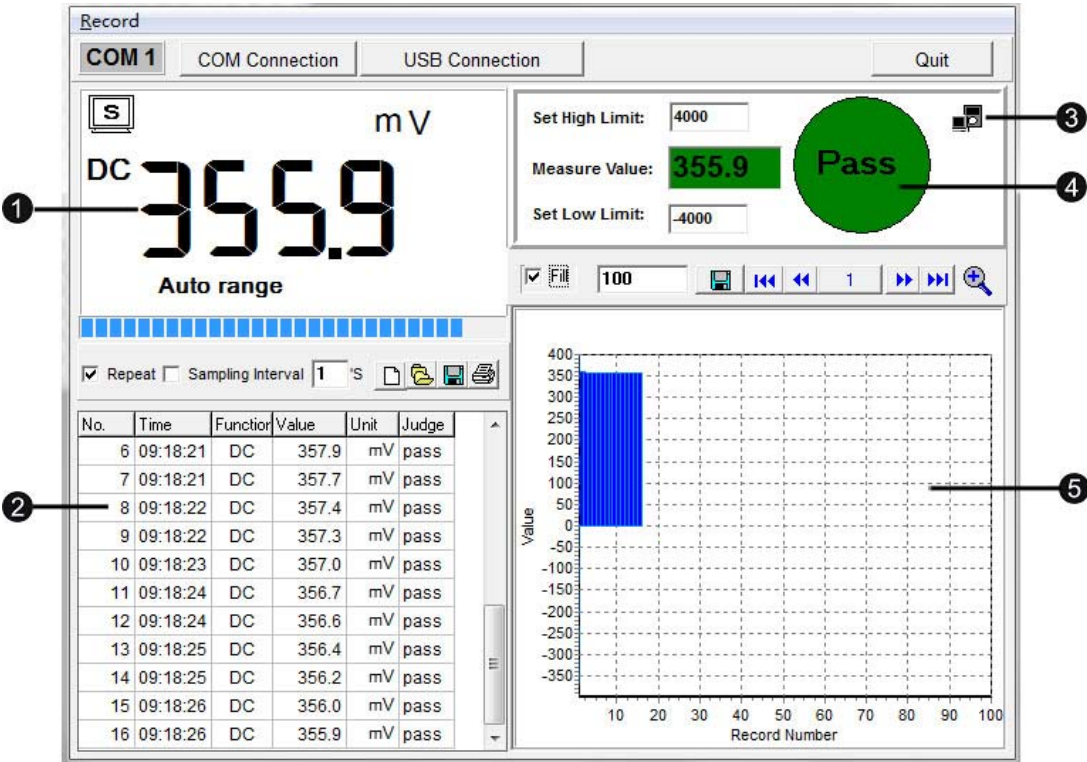 Record
COM 1 COM Connection USB Connection Quit
S
mV
DC 355.9
Auto range
Set High Limit: 4000
Measure Value: 355.9
Set Low Limit: -4000
Pass
1
2
3
4
5
Fill 100 1
Repeat Sampling Interval 1 'S
No. Time Function Value Unit Judge
6 09:18:21 DC 357.9 mV pass
7 09:18:21 DC 357.7 mV pass
8 09:18:22 DC 357.4 mV pass
9 09:18:22 DC 357.3 mV pass
10 09:18:23 DC 357.0 mV pass
11 09:18:24 DC 356.7 mV pass
12 09:18:24 DC 356.6 mV pass
13 09:18:25 DC 356.4 mV pass
14 09:18:25 DC 356.2 mV pass
15 09:18:26 DC 356.0 mV pass
16 09:18:26 DC 355.9 mV pass
Value
400
350
300
250
200
150
100
50
0
-50
-100
-150
-200
-250
-300
-350
10 20 30 40 50 60 70 80 90 100
Record Number